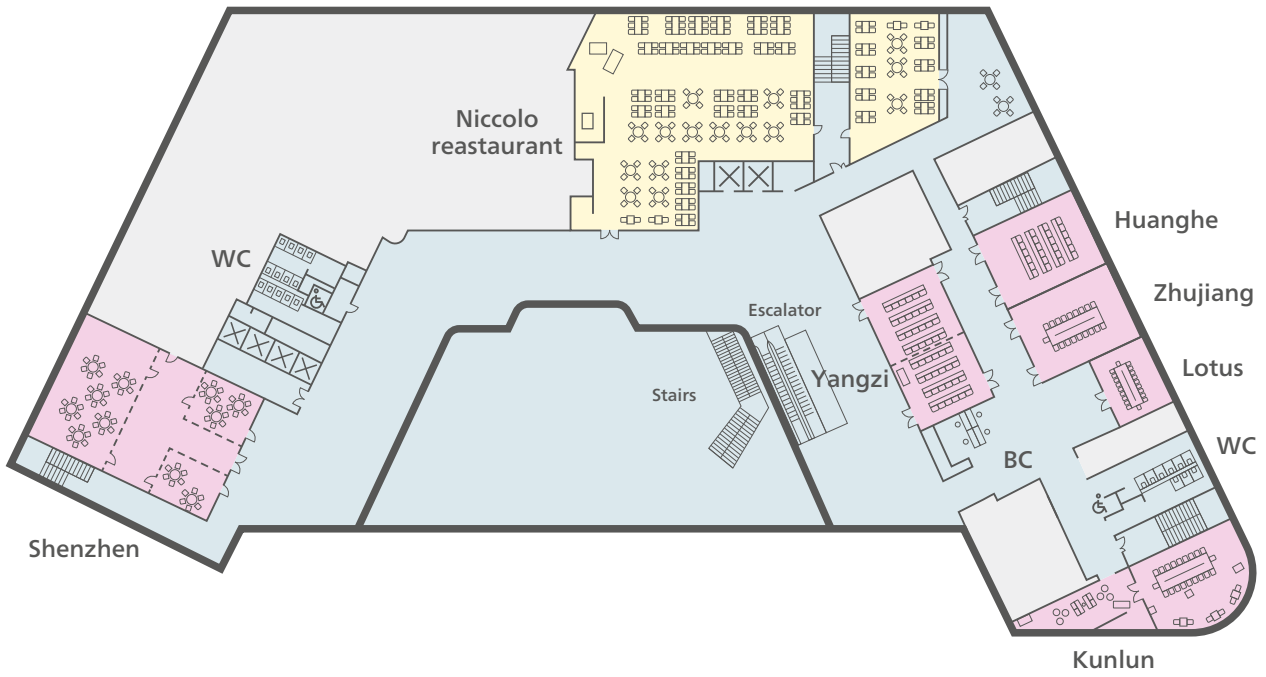 Niccolo
reastaurant
Huanghe
WC
Zhujiang
Escalator
Lotus
Yangzi
Stairs
WC
BC
Shenzhen
Kunlun